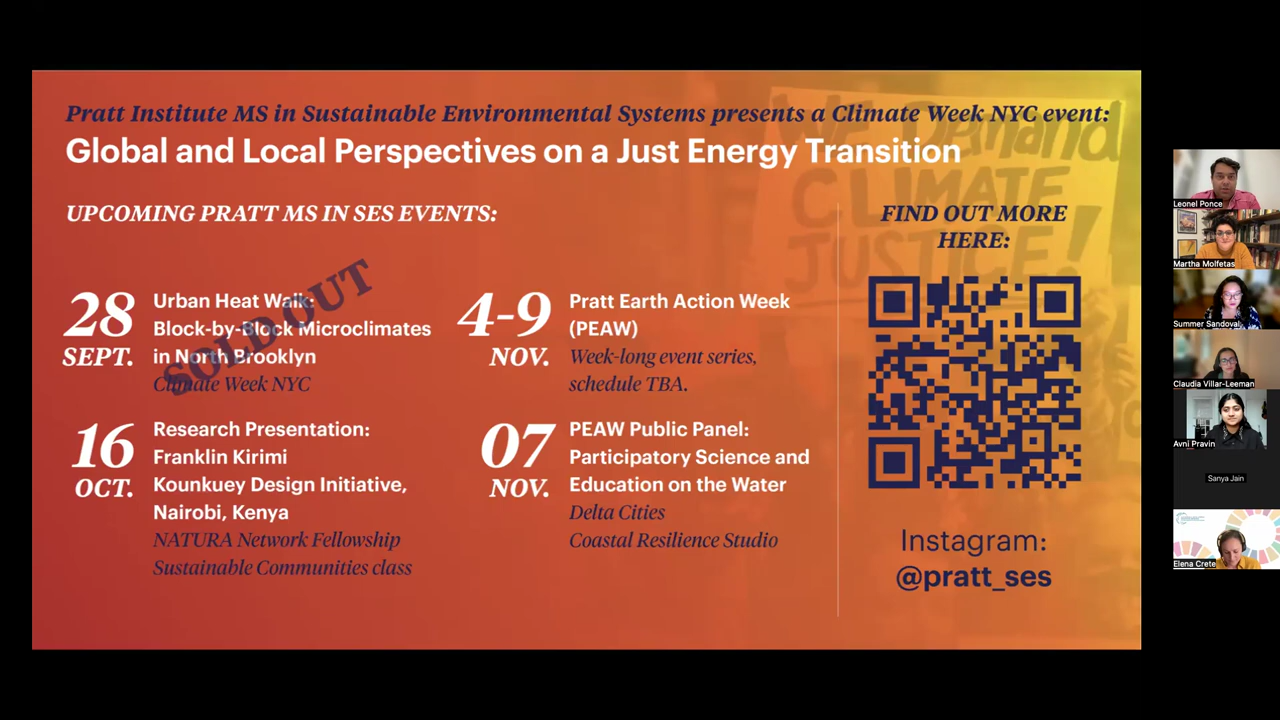 Pratt Institute MS in Sustainable Environmental Systems presents a Climate Week NYC event:
Global and Local Perspectives on a Just Energy Transition
UPCOMING PRATT MS IN SES EVENTS:
28
SEPT.
Urban Heat Walk:
Block-by-Block Microclimates
in North Brooklyn
Climate Week NYC
SOLD OUT
16
OCT.
Research Presentation:
Franklin Kirimi
Kounkuey Design Initiative,
Nairobi, Kenya
NATURA Network Fellowship
Sustainable Communities class
4-9
NOV.
Pratt Earth Action Week
(PEAW)
Week-long event series,
schedule TBA.
07
NOV.
PEAW Public Panel:
Participatory Science and
Education on the Water
Delta Cities
Coastal Resilience Studio
FIND OUT MORE
HERE:
Instagram:
@pratt_ses
WE Demand
CLIMATE
JUSTICE!
Leonel Ponce
Martha Molfetas
Summer Sandoval
Claudia Villar-Leeman
Avni Pravin
Sanya Jain
Elena Crete